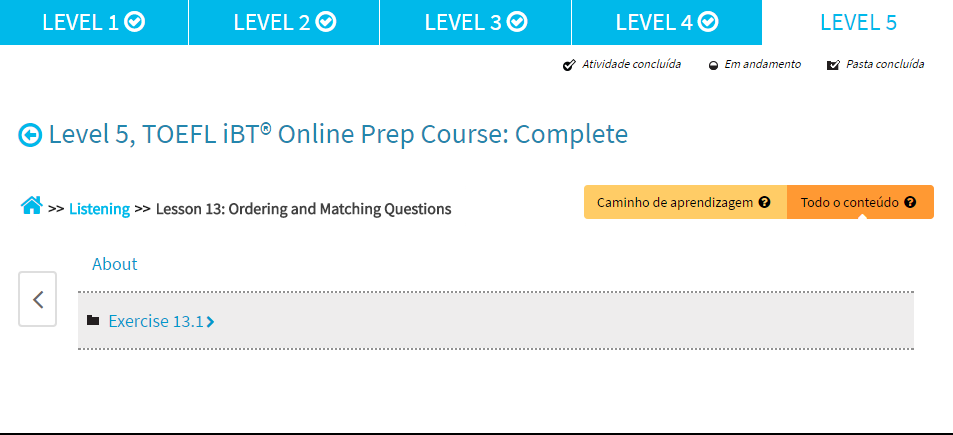 LEVEL 1 LEVEL 2 LEVEL 3 LEVEL 4 LEVEL 5
Atividade concluída Em andamento Pasta concluída
Level 5, TOEFL iBT® Online Prep Course: Complete
>> Listening >> Lesson 13: Ordering and Matching Questions
Caminho de aprendizagem Todo o conteúdo
About
Exercise 13.1